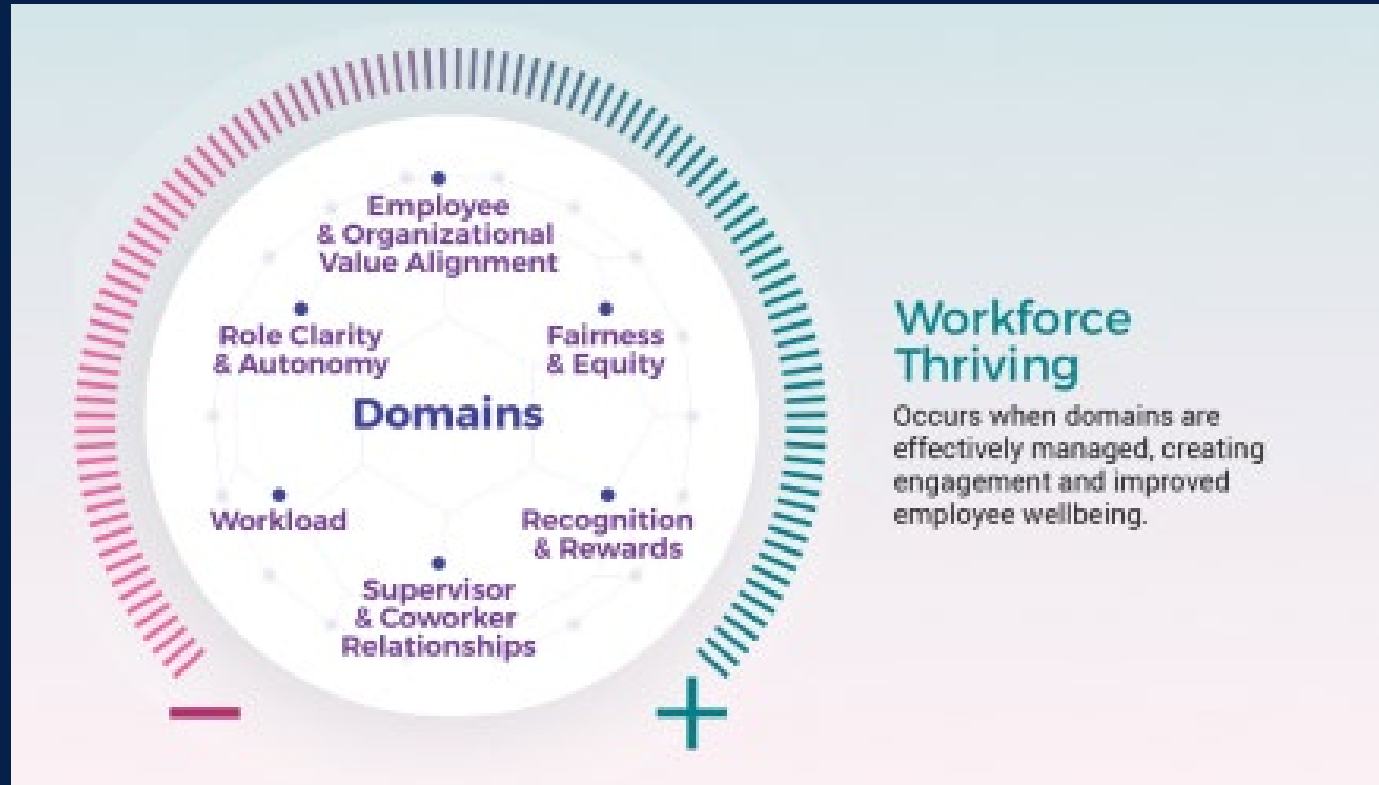 Employee
& Organizational
Value Alignment
Role Clarity
& Autonomy
Fairness
& Equity
Domains
Workload
Recognition
& Rewards
Supervisor
& Coworker
Relationships
Workforce
Thriving
Occurs when domains are
effectively managed, creating
engagement and improved
employee wellbeing.